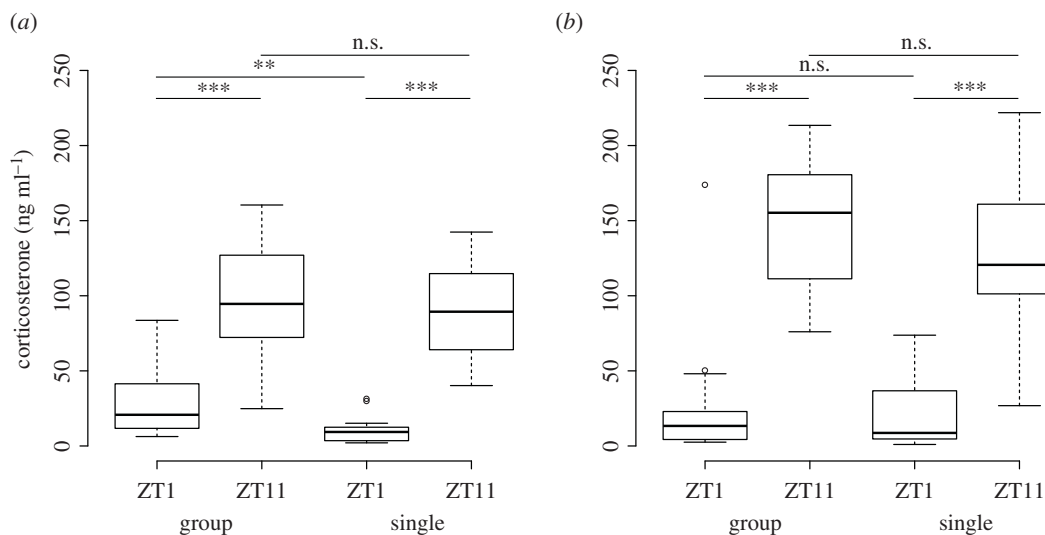 (a)
n.s.
**
***
***
250
200
150
100
50
0
corticosterone (ng ml⁻¹)
ZT1 ZT11 ZT1 ZT11
group single
(b)
n.s.
n.s.
***
***
250
200
150
100
50
0
ZT1 ZT11 ZT1 ZT11
group single